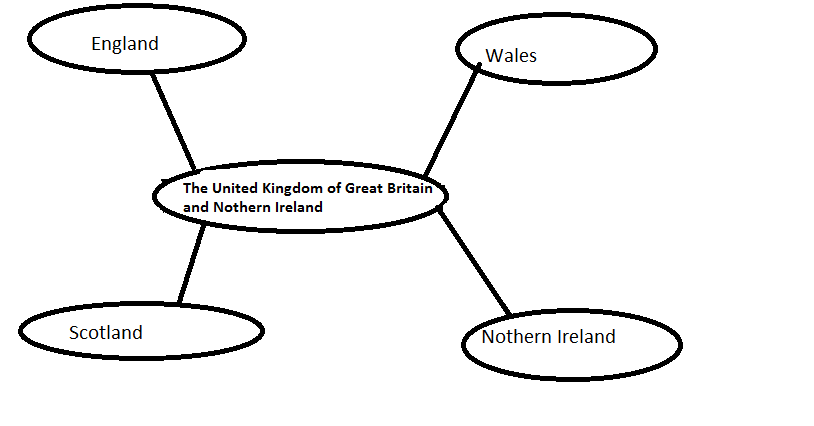 England
Wales
The United Kingdom of Great Britain
and Nothern Ireland
Scotland
Nothern Ireland